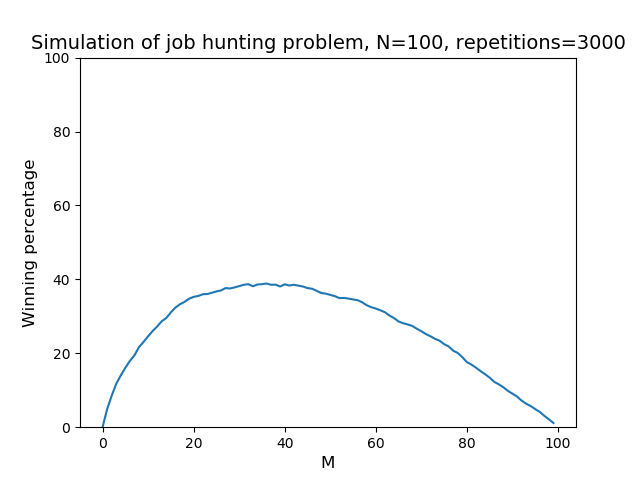 Simulation of job hunting problem, N=100, repetitions=3000
100
80
60
40
20
0
Winning percentage
0 20 40 60 80 100
M